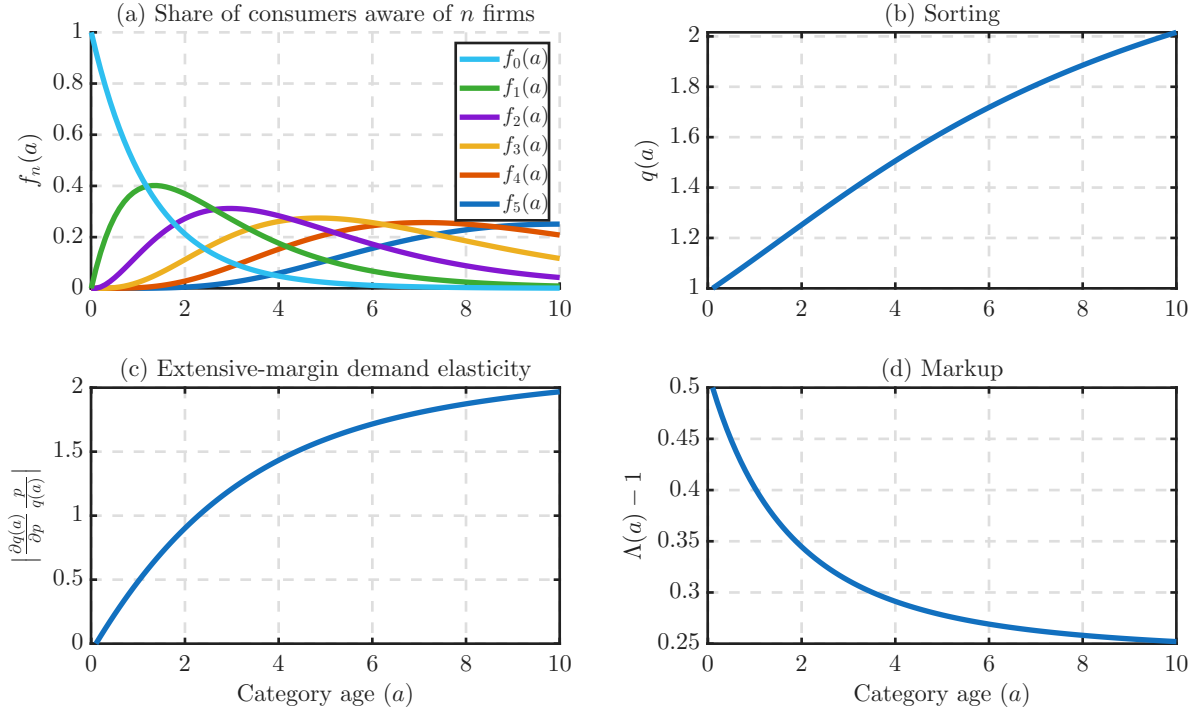 (a) Share of consumers aware of n firms
f_n(a)
1
0.8
0.6
0.4
0.2
0
0 2 4 6 8 10
f_0(a)
f_1(a)
f_2(a)
f_3(a)
f_4(a)
f_5(a)
(b) Sorting
q(a)
2
1.8
1.6
1.4
1.2
1
0 2 4 6 8 10
(c) Extensive-margin demand elasticity
|∂q(a)/∂p p/q(a)|
2
1.5
1
0.5
0
0 2 4 6 8 10
Category age (a)
(d) Markup
Λ(a) − 1
0.5
0.45
0.4
0.35
0.3
0.25
0 2 4 6 8 10
Category age (a)